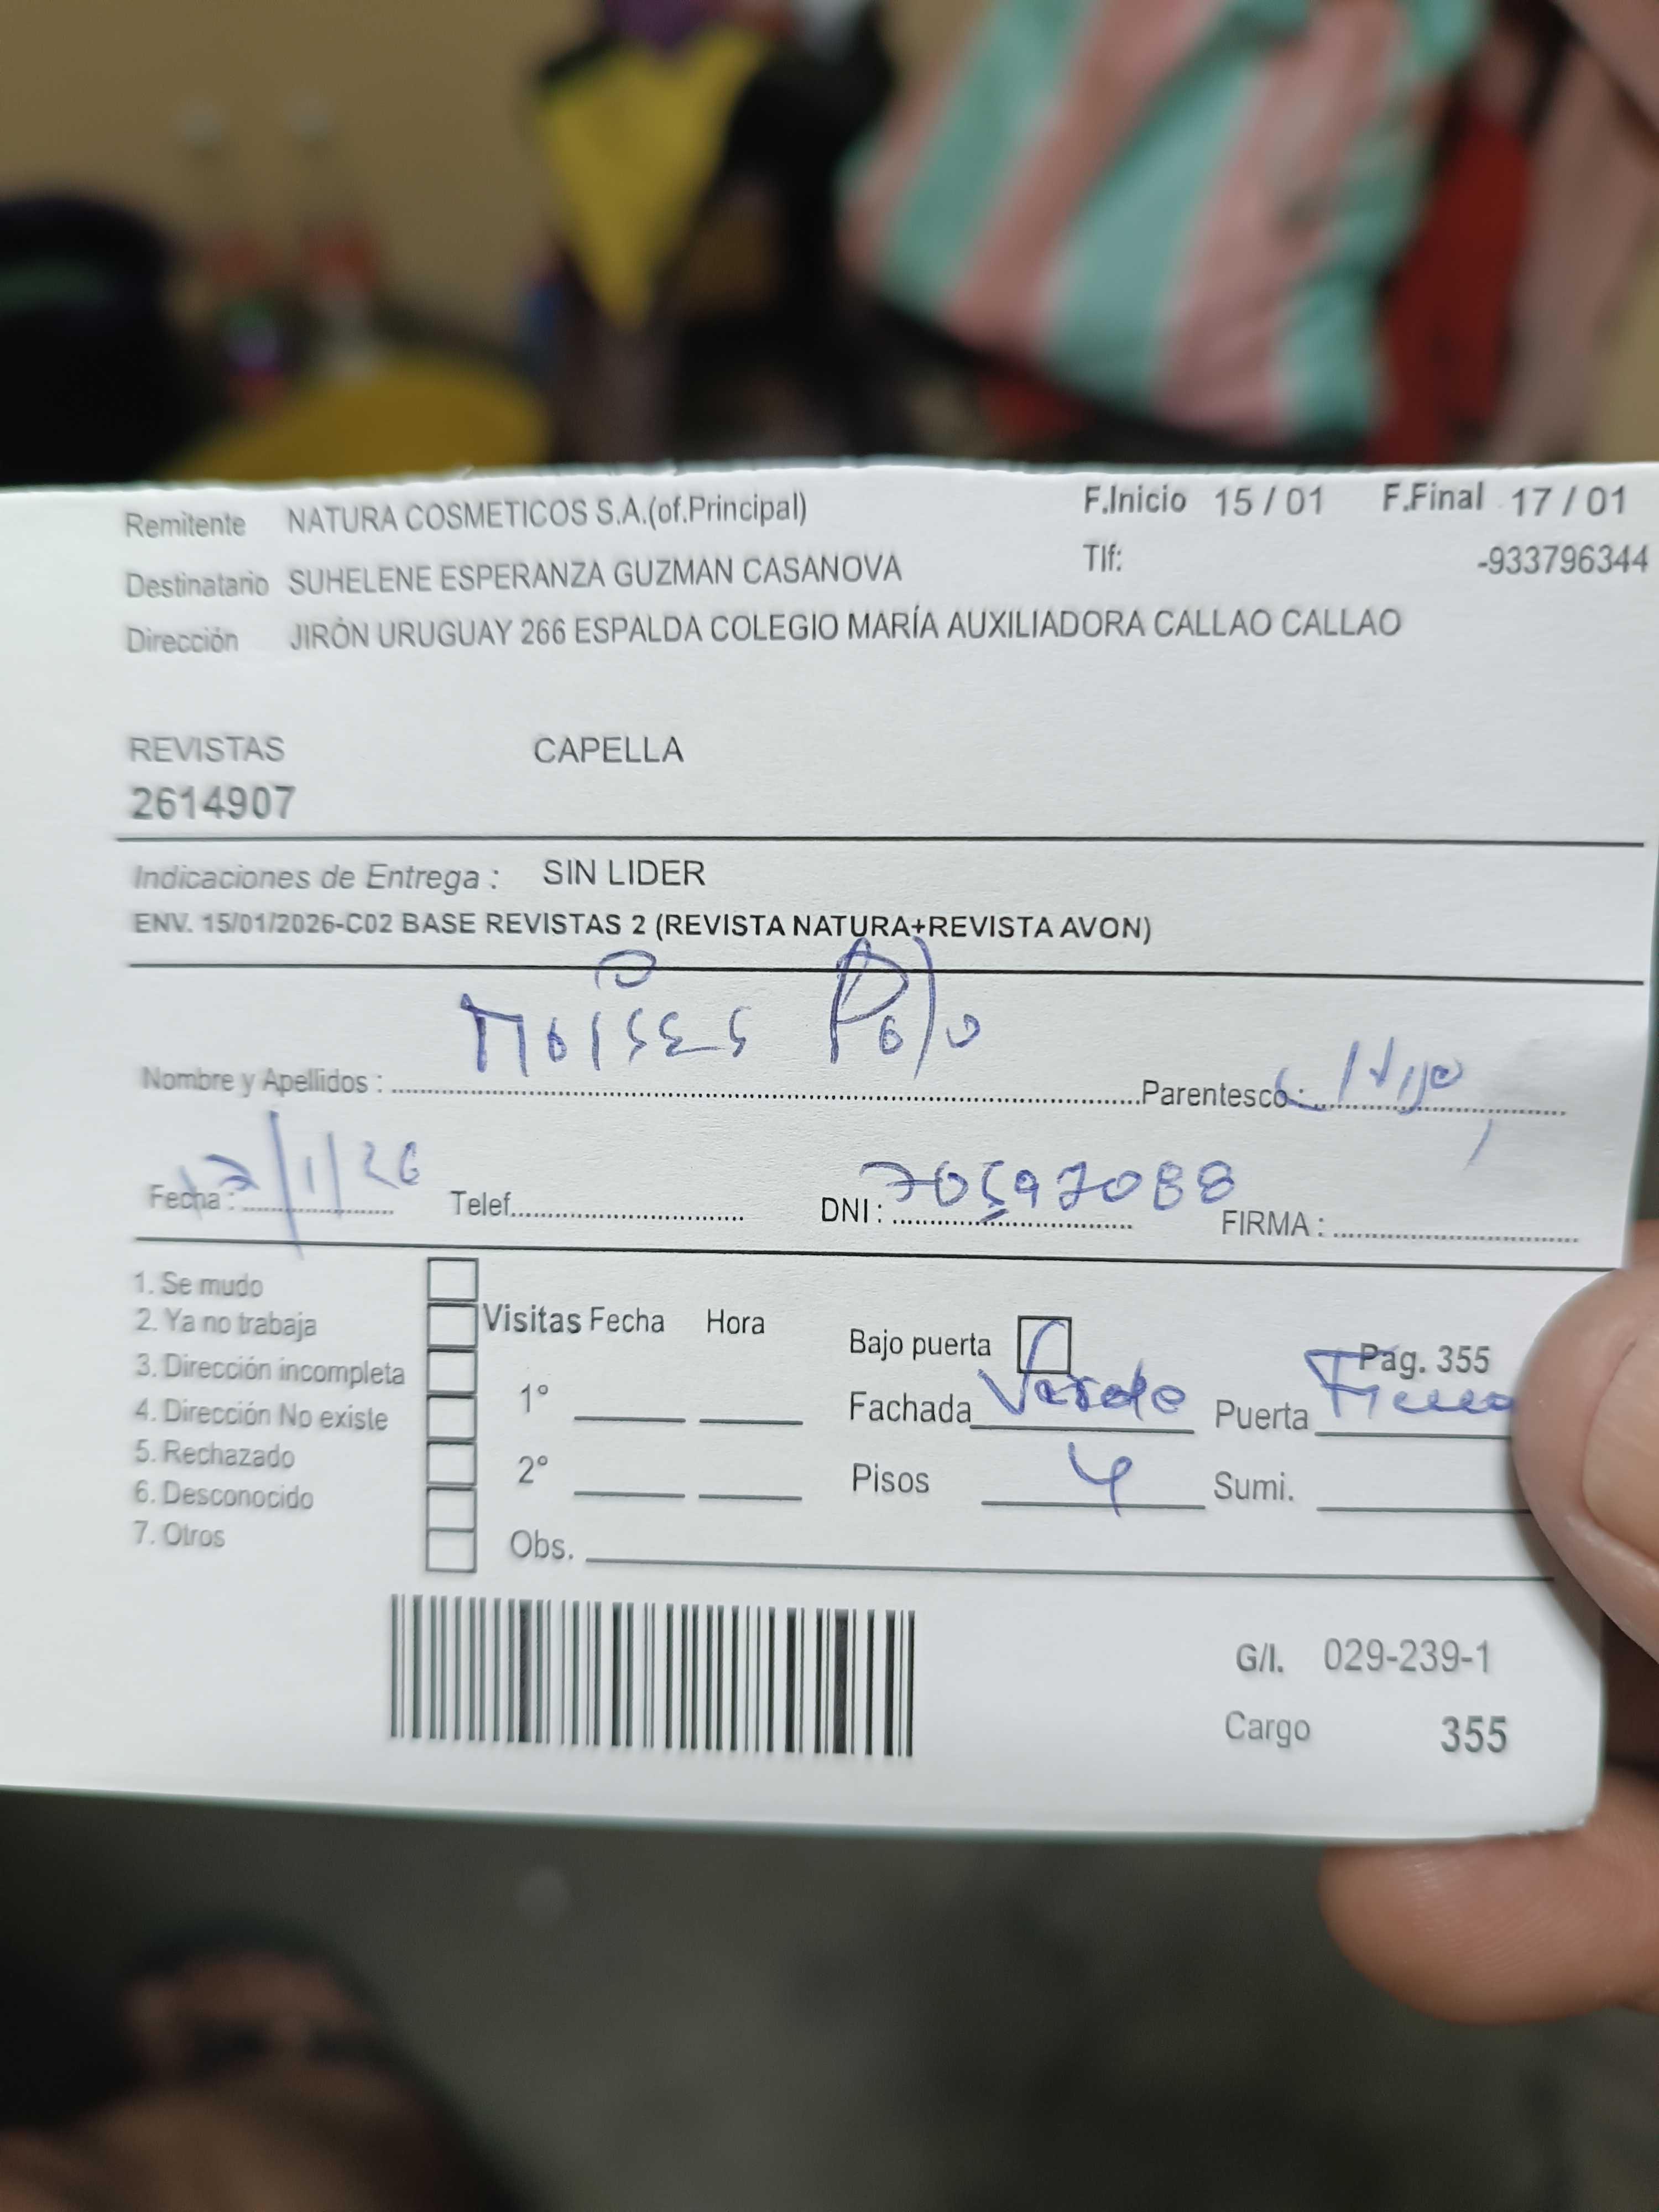 Remitente NATURA COSMETICOS S.A.(of.Principal) F.Inicio 15 / 01 F.Final 17 / 01
Destinatario SUHELENE ESPERANZA GUZMAN CASANOVA Tlf: -933796344
Dirección JIRÓN URUGUAY 266 ESPALDA COLEGIO MARÍA AUXILIADORA CALLAO CALLAO
REVISTAS CAPELLA
2614907
Indicaciones de Entrega : SIN LIDER
ENV. 15/01/2026-C02 BASE REVISTAS 2 (REVISTA NATURA+REVISTA AVON)
Nombre y Apellidos : Moises Polo Parentesco : Hijo
Fecha : /1/26 Telef. DNI : 70597088 FIRMA :
1. Se mudo
2. Ya no trabaja Visitas Fecha Hora Bajo puerta Pag. 355
3. Dirección incompleta
4. Dirección No existe 1° Fachada Verde Puerta
5. Rechazado 2° Pisos 4 Sumi.
6. Desconocido
7. Otros Obs.
G/I. 029-239-1
Cargo 355